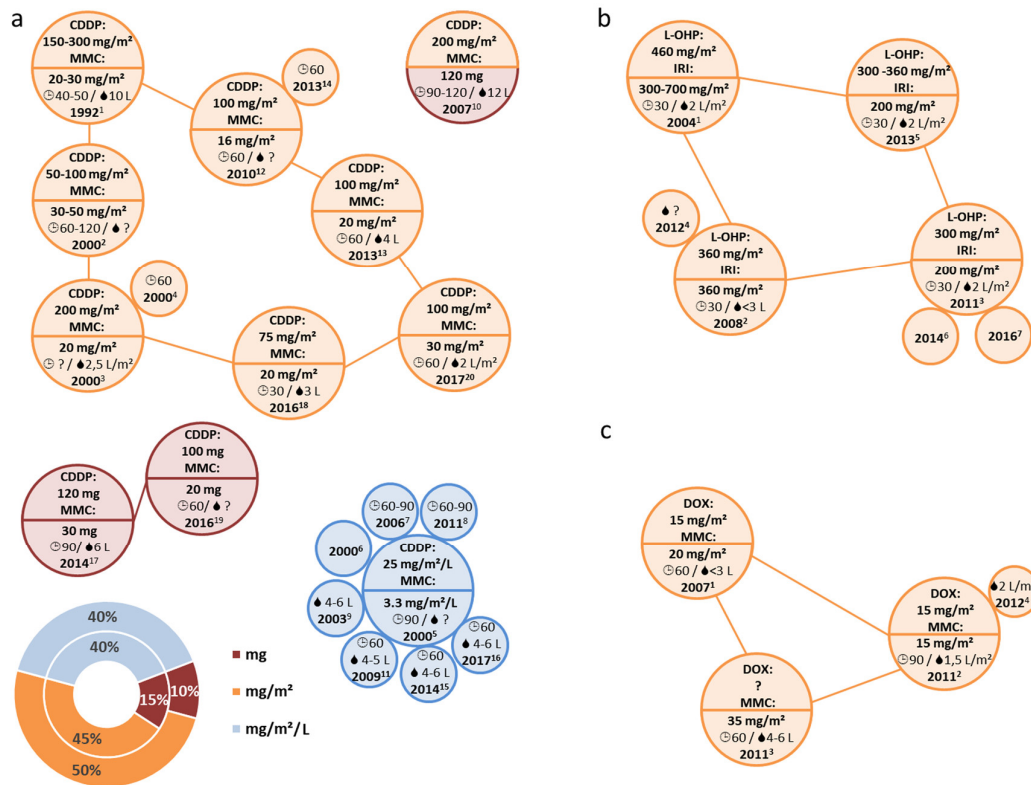 a
CDDP:
150-300 mg/m²
MMC:
20-30 mg/m²
40-50 / 10 L
1992¹
CDDP:
100 mg/m²
MMC:
16 mg/m²
60 / ?
2010¹²
60
2013¹⁴
CDDP:
200 mg/m²
MMC:
120 mg
90-120 / 12 L
2007¹⁰
CDDP:
50-100 mg/m²
MMC:
30-50 mg/m²
60-120 / ?
2000²
CDDP:
100 mg/m²
MMC:
20 mg/m²
60 / 4 L
2013¹³
CDDP:
200 mg/m²
MMC:
20 mg/m²
? / 2,5 L/m²
2000³
60
2000⁴
CDDP:
75 mg/m²
MMC:
20 mg/m²
30 / 3 L
2016¹⁸
CDDP:
100 mg/m²
MMC:
30 mg/m²
60 / 2 L/m²
2017²⁰
CDDP:
120 mg
MMC:
30 mg
90/ 6 L
2014¹⁷
CDDP:
100 mg
MMC:
20 mg
60/ ?
2016¹⁹
CDDP:
25 mg/m²/L
MMC:
3.3 mg/m²/L
90 / ?
2000⁵
2000⁶
60-90
2006⁷
60-90
2011⁸
4-6 L
2003⁹
60
4-5 L
2009¹¹
60
4-6 L
2014¹⁵
60
4-6 L
2017¹⁶
40%
40%
15%
10%
45%
50%
mg
mg/m²
mg/m²/L
b
L-OHP:
460 mg/m²
IRI:
300-700 mg/m²
30 / 2 L/m²
2004¹
L-OHP:
300 -360 mg/m²
IRI:
200 mg/m²
30 / 2 L/m²
2013⁵
?
2012⁴
L-OHP:
360 mg/m²
IRI:
360 mg/m²
30 / <3 L
2008²
L-OHP:
300 mg/m²
IRI:
200 mg/m²
30 / 2 L/m²
2011³
2014⁶
2016⁷
c
DOX:
15 mg/m²
MMC:
20 mg/m²
60 / <3 L
2007¹
DOX:
15 mg/m²
MMC:
15 mg/m²
90 / 1,5 L/m²
2011²
2 L/m²
2012⁴
DOX:
?
MMC:
35 mg/m²
60 / 4-6 L
2011³